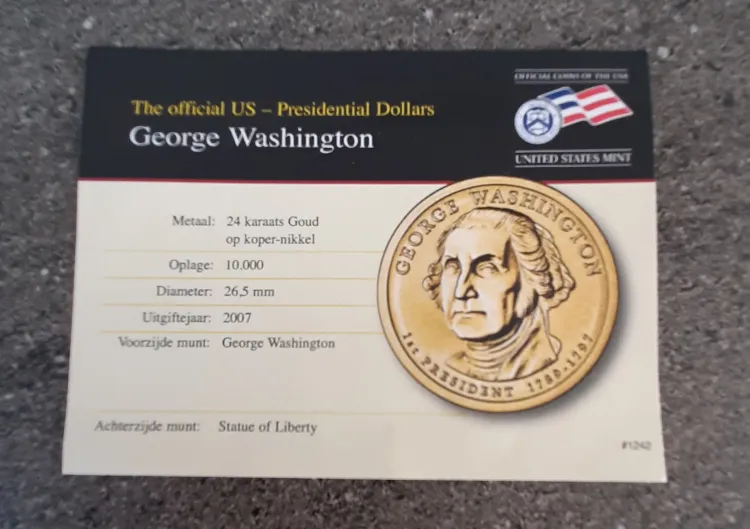 OFFICIAL COINS OF THE USA
The official US – Presidential Dollars
George Washington
UNITED STATES MINT
Metaal: 24 karaats Goud
op koper-nikkel
Oplage: 10.000
Diameter: 26,5 mm
Uitgiftejaar: 2007
Voorzijde munt: George Washington
Achterzijde munt: Statue of Liberty
GEORGE WASHINGTON
1st PRESIDENT 1789-1797
#1242